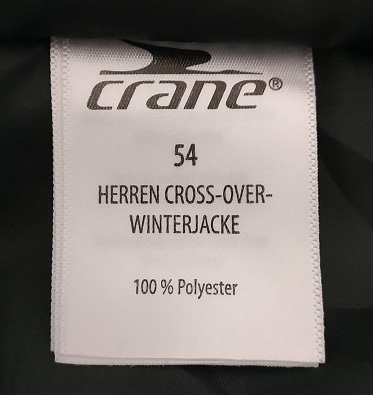 crane®
54
HERREN CROSS-OVER-
WINTERJACKE
100 % Polyester